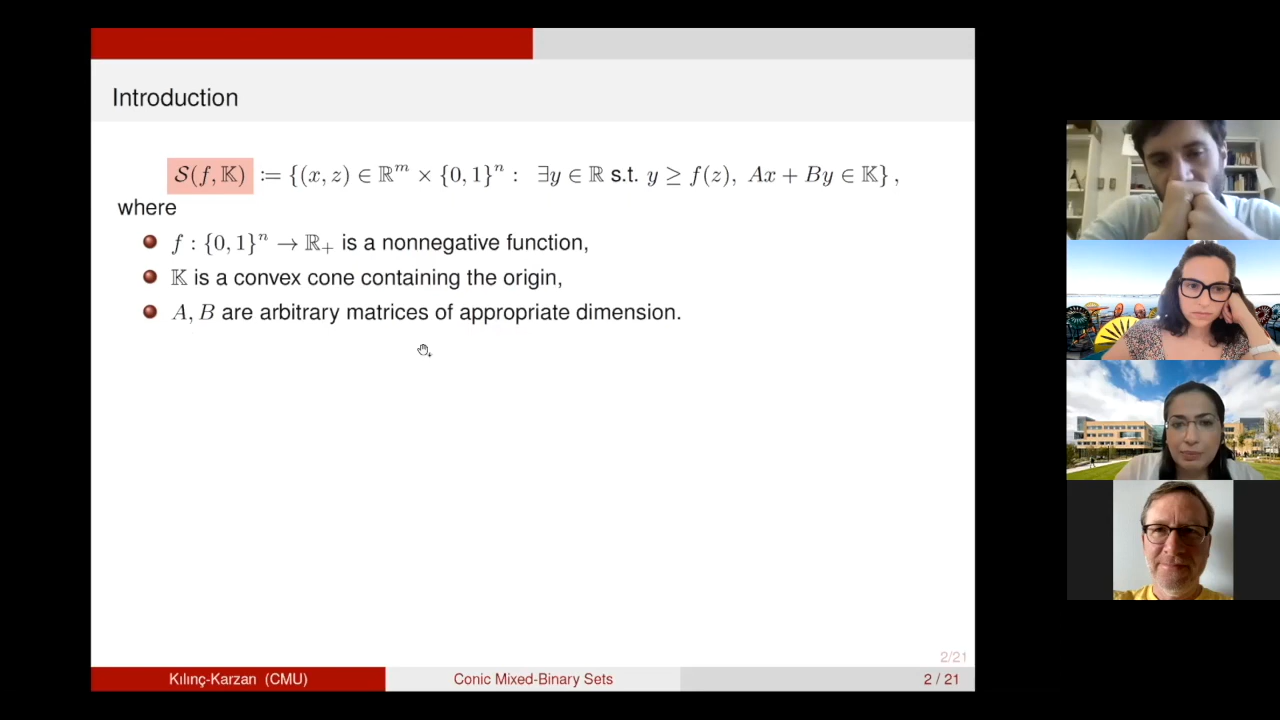 Introduction
𝒮(f, 𝕂) := {(x, z) ∈ ℝᵐ × {0, 1}ⁿ : ∃y ∈ ℝ s.t. y ≥ f(z), Ax + By ∈ 𝕂} ,
where
f : {0, 1}ⁿ → ℝ₊ is a nonnegative function,
𝕂 is a convex cone containing the origin,
A, B are arbitrary matrices of appropriate dimension.
2/21
Kılınç-Karzan (CMU)
Conic Mixed-Binary Sets
2 / 21